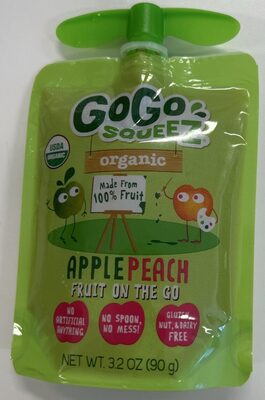 GoGo
SQUEEZ
USDA
ORGANIC
organic
Made From
100% Fruit
APPLE PEACH
FRUIT ON THE GO
NO
ARTIFICIAL
ANYTHING
NO SPOON,
NO MESS!
GLUTEN,
NUT, & DAIRY
FREE
NET WT. 3.2 OZ (90 g)